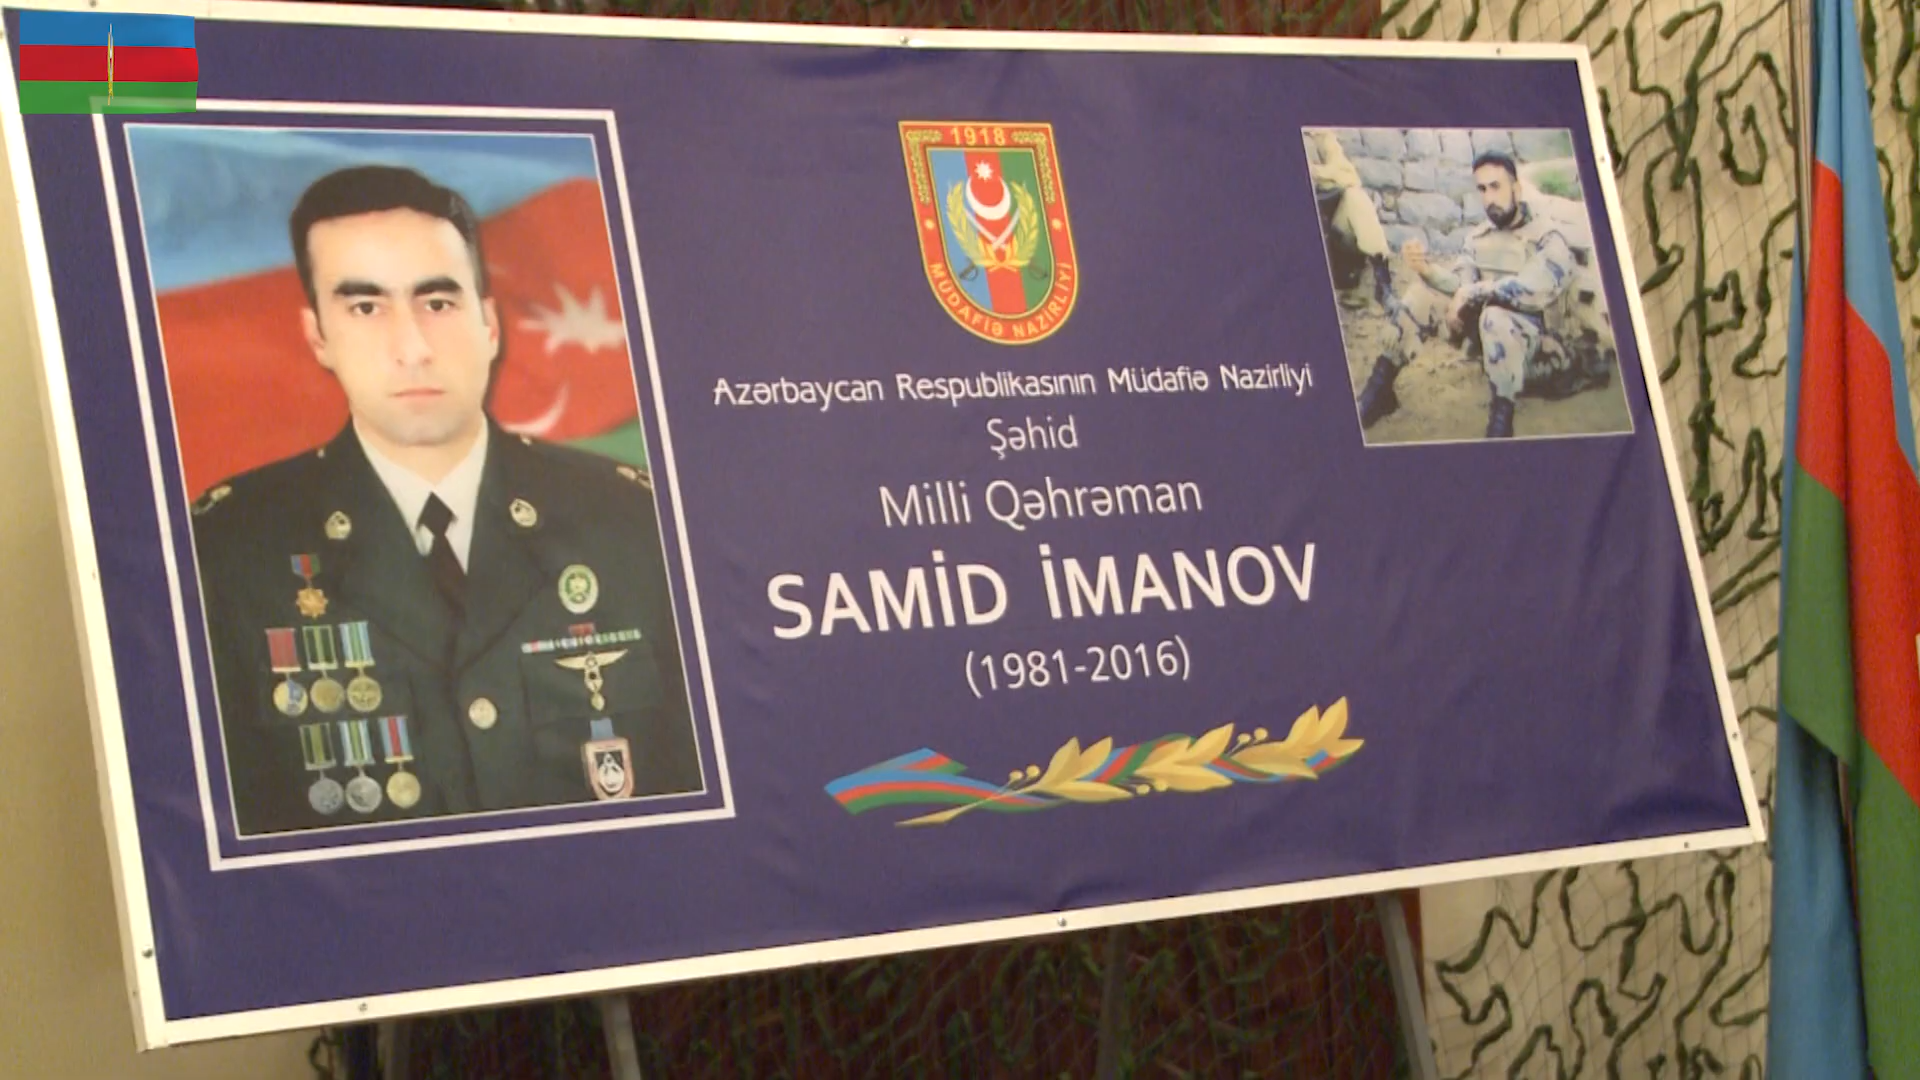 1918
MÜDAFİƏ NAZİRLİYİ
Azərbaycan Respublikasının Müdafiə Nazirliyi
Şəhid
Milli Qəhrəman
SAMİD İMANOV
(1981-2016)